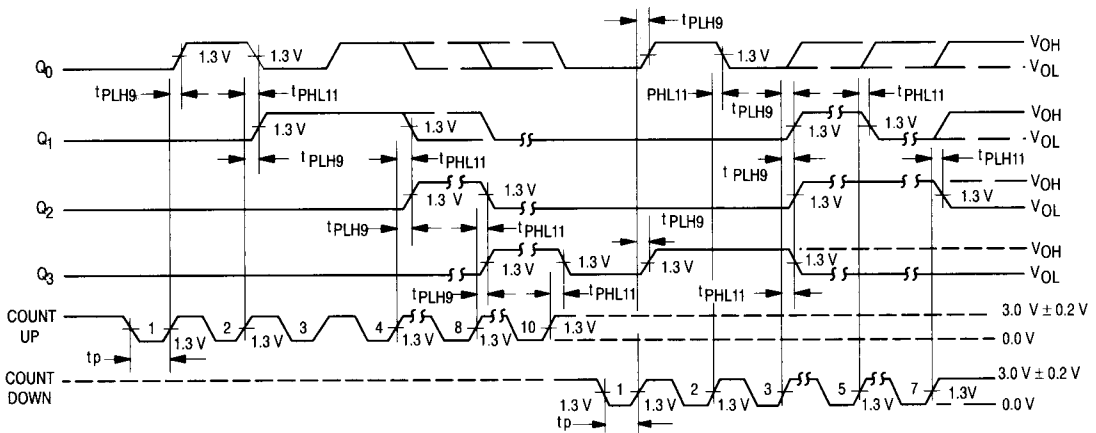 tPLH9
Q0 1.3 V 1.3 V 1.3 V 1.3 V VOH
VOL
tPLH9 tPHL11 PHL11 tPLH9 tPHL11
Q1 1.3 V 1.3 V 1.3 V 1.3 V VOH
VOL
tPLH9 tPHL11 tPLH9 tPLH11
Q2 1.3 V 1.3 V 1.3 V 1.3 V VOH
VOL
tPLH9 tPHL11 tPLH9
Q3 1.3 V 1.3 V 1.3 V 1.3 V VOH
VOL
tPLH9 tPHL11 tPHL11
COUNT UP 1 2 3 4 8 10 1.3 V 3.0 V ± 0.2 V
1.3 V 1.3 V 1.3 V 1.3 V 0.0 V
tp
COUNT DOWN 1 2 3 5 7 1.3V 3.0 V ± 0.2 V
1.3 V 1.3 V 1.3 V 1.3 V 1.3 V 0.0 V
tp